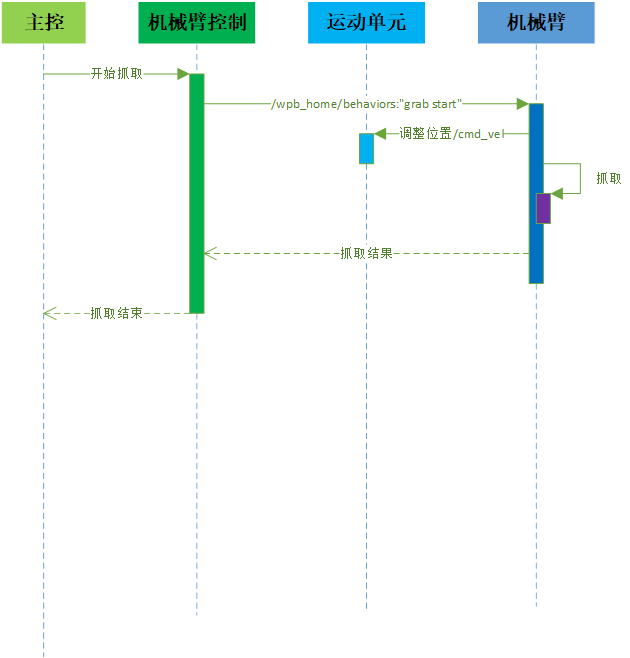 主控
机械臂控制
运动单元
机械臂
开始抓取
/wpb_home/behaviors:"grab start"
调整位置/cmd_vel
抓取
抓取结果
抓取结束